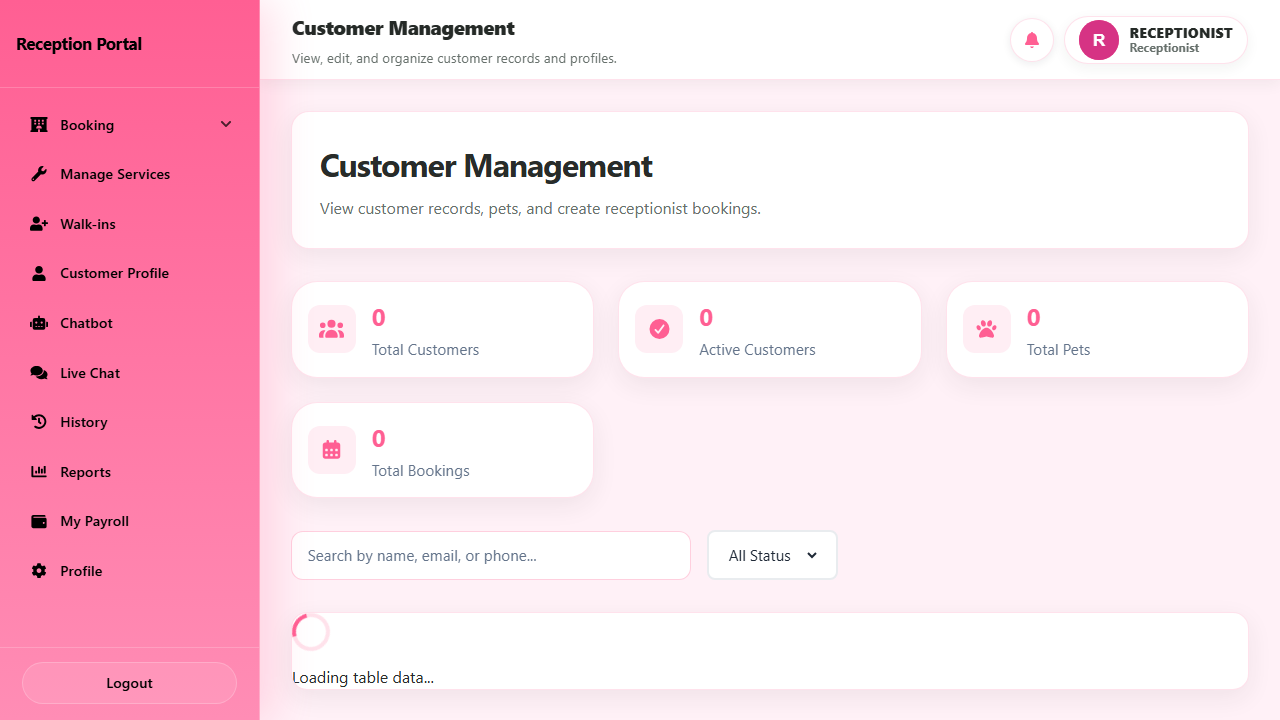 Reception Portal
Booking
Manage Services
Walk-ins
Customer Profile
Chatbot
Live Chat
History
Reports
My Payroll
Profile
Logout
Customer Management
View, edit, and organize customer records and profiles.
R
RECEPTIONIST
Receptionist
Customer Management
View customer records, pets, and create receptionist bookings.
0
Total Customers
0
Active Customers
0
Total Pets
0
Total Bookings
Search by name, email, or phone...
All Status
Loading table data...